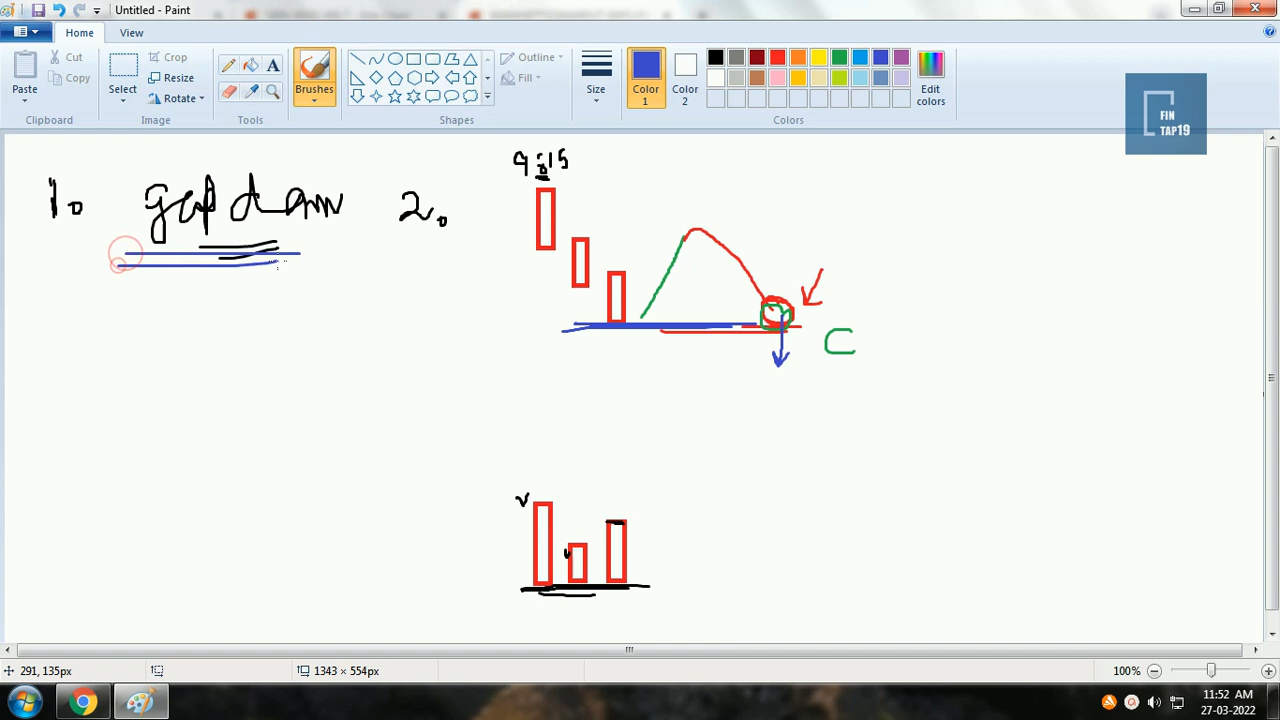 Untitled - Paint
Home View
Paste
Cut
Copy
Clipboard
Select
Crop
Resize
Rotate
Image
Tools
Brushes
Outline
Fill
Shapes
Size
Color 1
Color 2
Edit colors
Colors
FIN TAP19
9:15
1. gap down 2.
C
291, 135px
1343 × 554px
100%
11:52 AM
27-03-2022